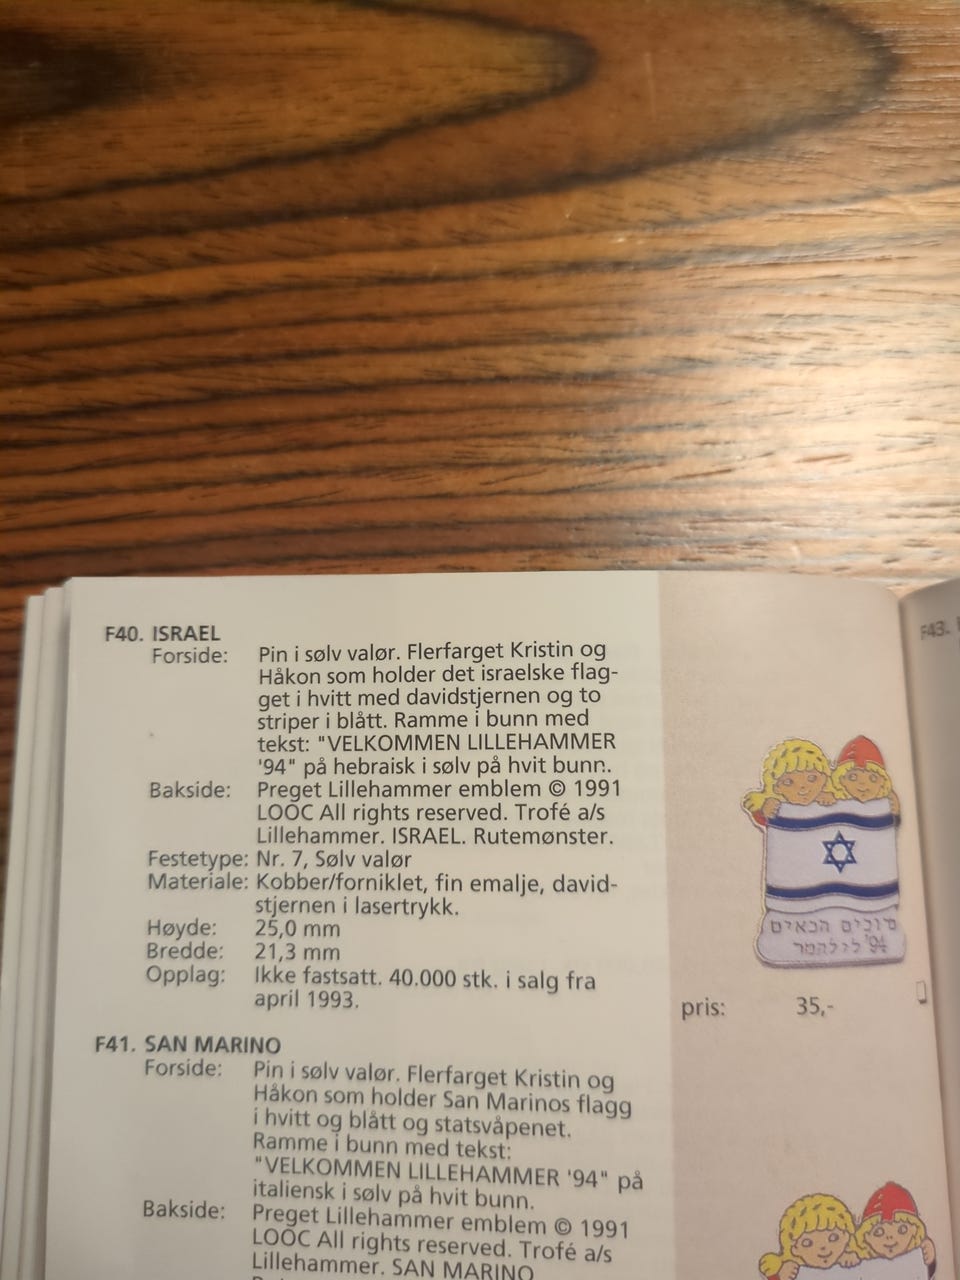 F40. ISRAEL
Forside: Pin i sølv valør. Flerfarget Kristin og
Håkon som holder det israelske flag-
get i hvitt med davidstjernen og to
striper i blått. Ramme i bunn med
tekst: "VELKOMMEN LILLEHAMMER
'94" på hebraisk i sølv på hvit bunn.
Bakside: Preget Lillehammer emblem © 1991
LOOC All rights reserved. Trofé a/s
Lillehammer. ISRAEL. Rutemønster.
Festetype: Nr. 7, Sølv valør
Materiale: Kobber/forniklet, fin emalje, david-
stjernen i lasertrykk.
Høyde: 25,0 mm
Bredde: 21,3 mm
Opplag: Ikke fastsatt. 40.000 stk. i salg fra
april 1993.
הבאים
לילהמר '94
pris: 35,-
F41. SAN MARINO
Forside: Pin i sølv valør. Flerfarget Kristin og
Håkon som holder San Marinos flagg
i hvitt og blått og statsvåpenet.
Ramme i bunn med tekst:
"VELKOMMEN LILLEHAMMER '94" på
italiensk i sølv på hvit bunn.
Bakside: Preget Lillehammer emblem © 1991
LOOC All rights reserved. Trofé a/s
Lillehammer. SAN MARINO
F43.